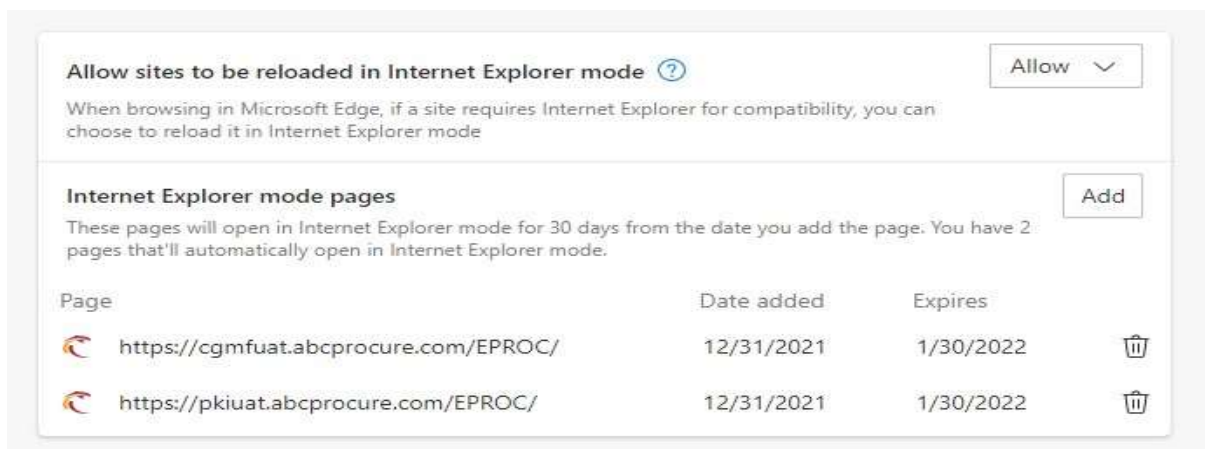 Allow sites to be reloaded in Internet Explorer mode ?
Allow
When browsing in Microsoft Edge, if a site requires Internet Explorer for compatibility, you can
choose to reload it in Internet Explorer mode
Internet Explorer mode pages
Add
These pages will open in Internet Explorer mode for 30 days from the date you add the page. You have 2
pages that'll automatically open in Internet Explorer mode.
Page Date added Expires
https://cgmfuat.abcprocure.com/EPROC/ 12/31/2021 1/30/2022
https://pkiuat.abcprocure.com/EPROC/ 12/31/2021 1/30/2022